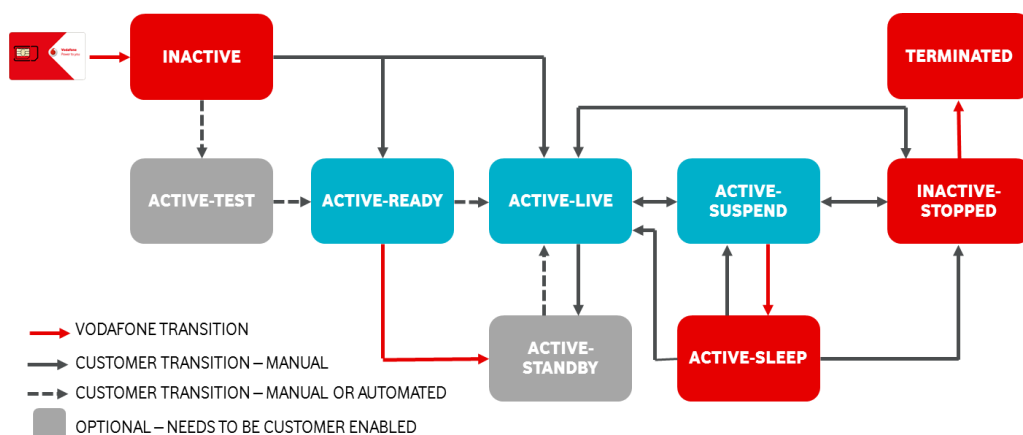 INACTIVE
TERMINATED
ACTIVE-TEST
ACTIVE-READY
ACTIVE-LIVE
ACTIVE-
SUSPEND
INACTIVE-
STOPPED
ACTIVE-
STANDBY
ACTIVE-SLEEP
VODAFONE TRANSITION
CUSTOMER TRANSITION – MANUAL
CUSTOMER TRANSITION – MANUAL OR AUTOMATED
OPTIONAL – NEEDS TO BE CUSTOMER ENABLED